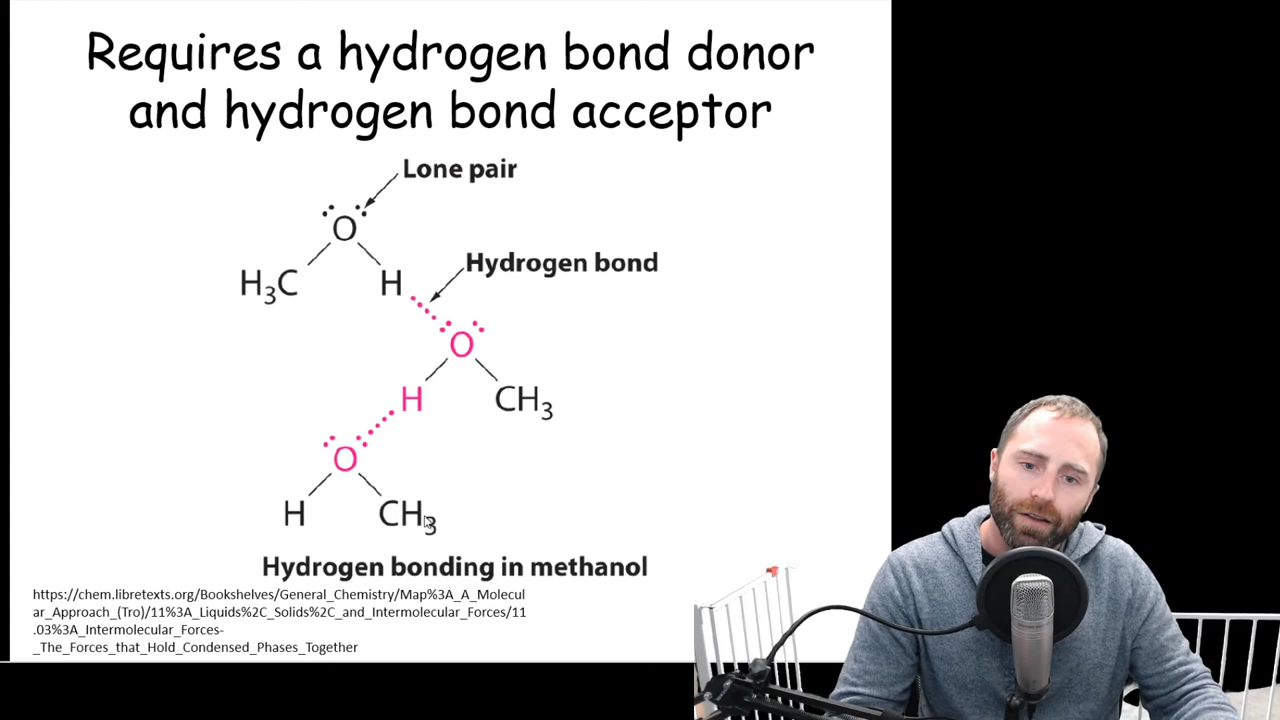 Requires a hydrogen bond donor
and hydrogen bond acceptor
Lone pair
O
H₃C
H
Hydrogen bond
O
H
CH₃
O
H
CH₃
Hydrogen bonding in methanol
https://chem.libretexts.org/Bookshelves/General_Chemistry/Map%3A_A_Molecul
ar_Approach_(Tro)/11%3A_Liquids%2C_Solids%2C_and_Intermolecular_Forces/11
.03%3A_Intermolecular_Forces-
_The_Forces_that_Hold_Condensed_Phases_Together